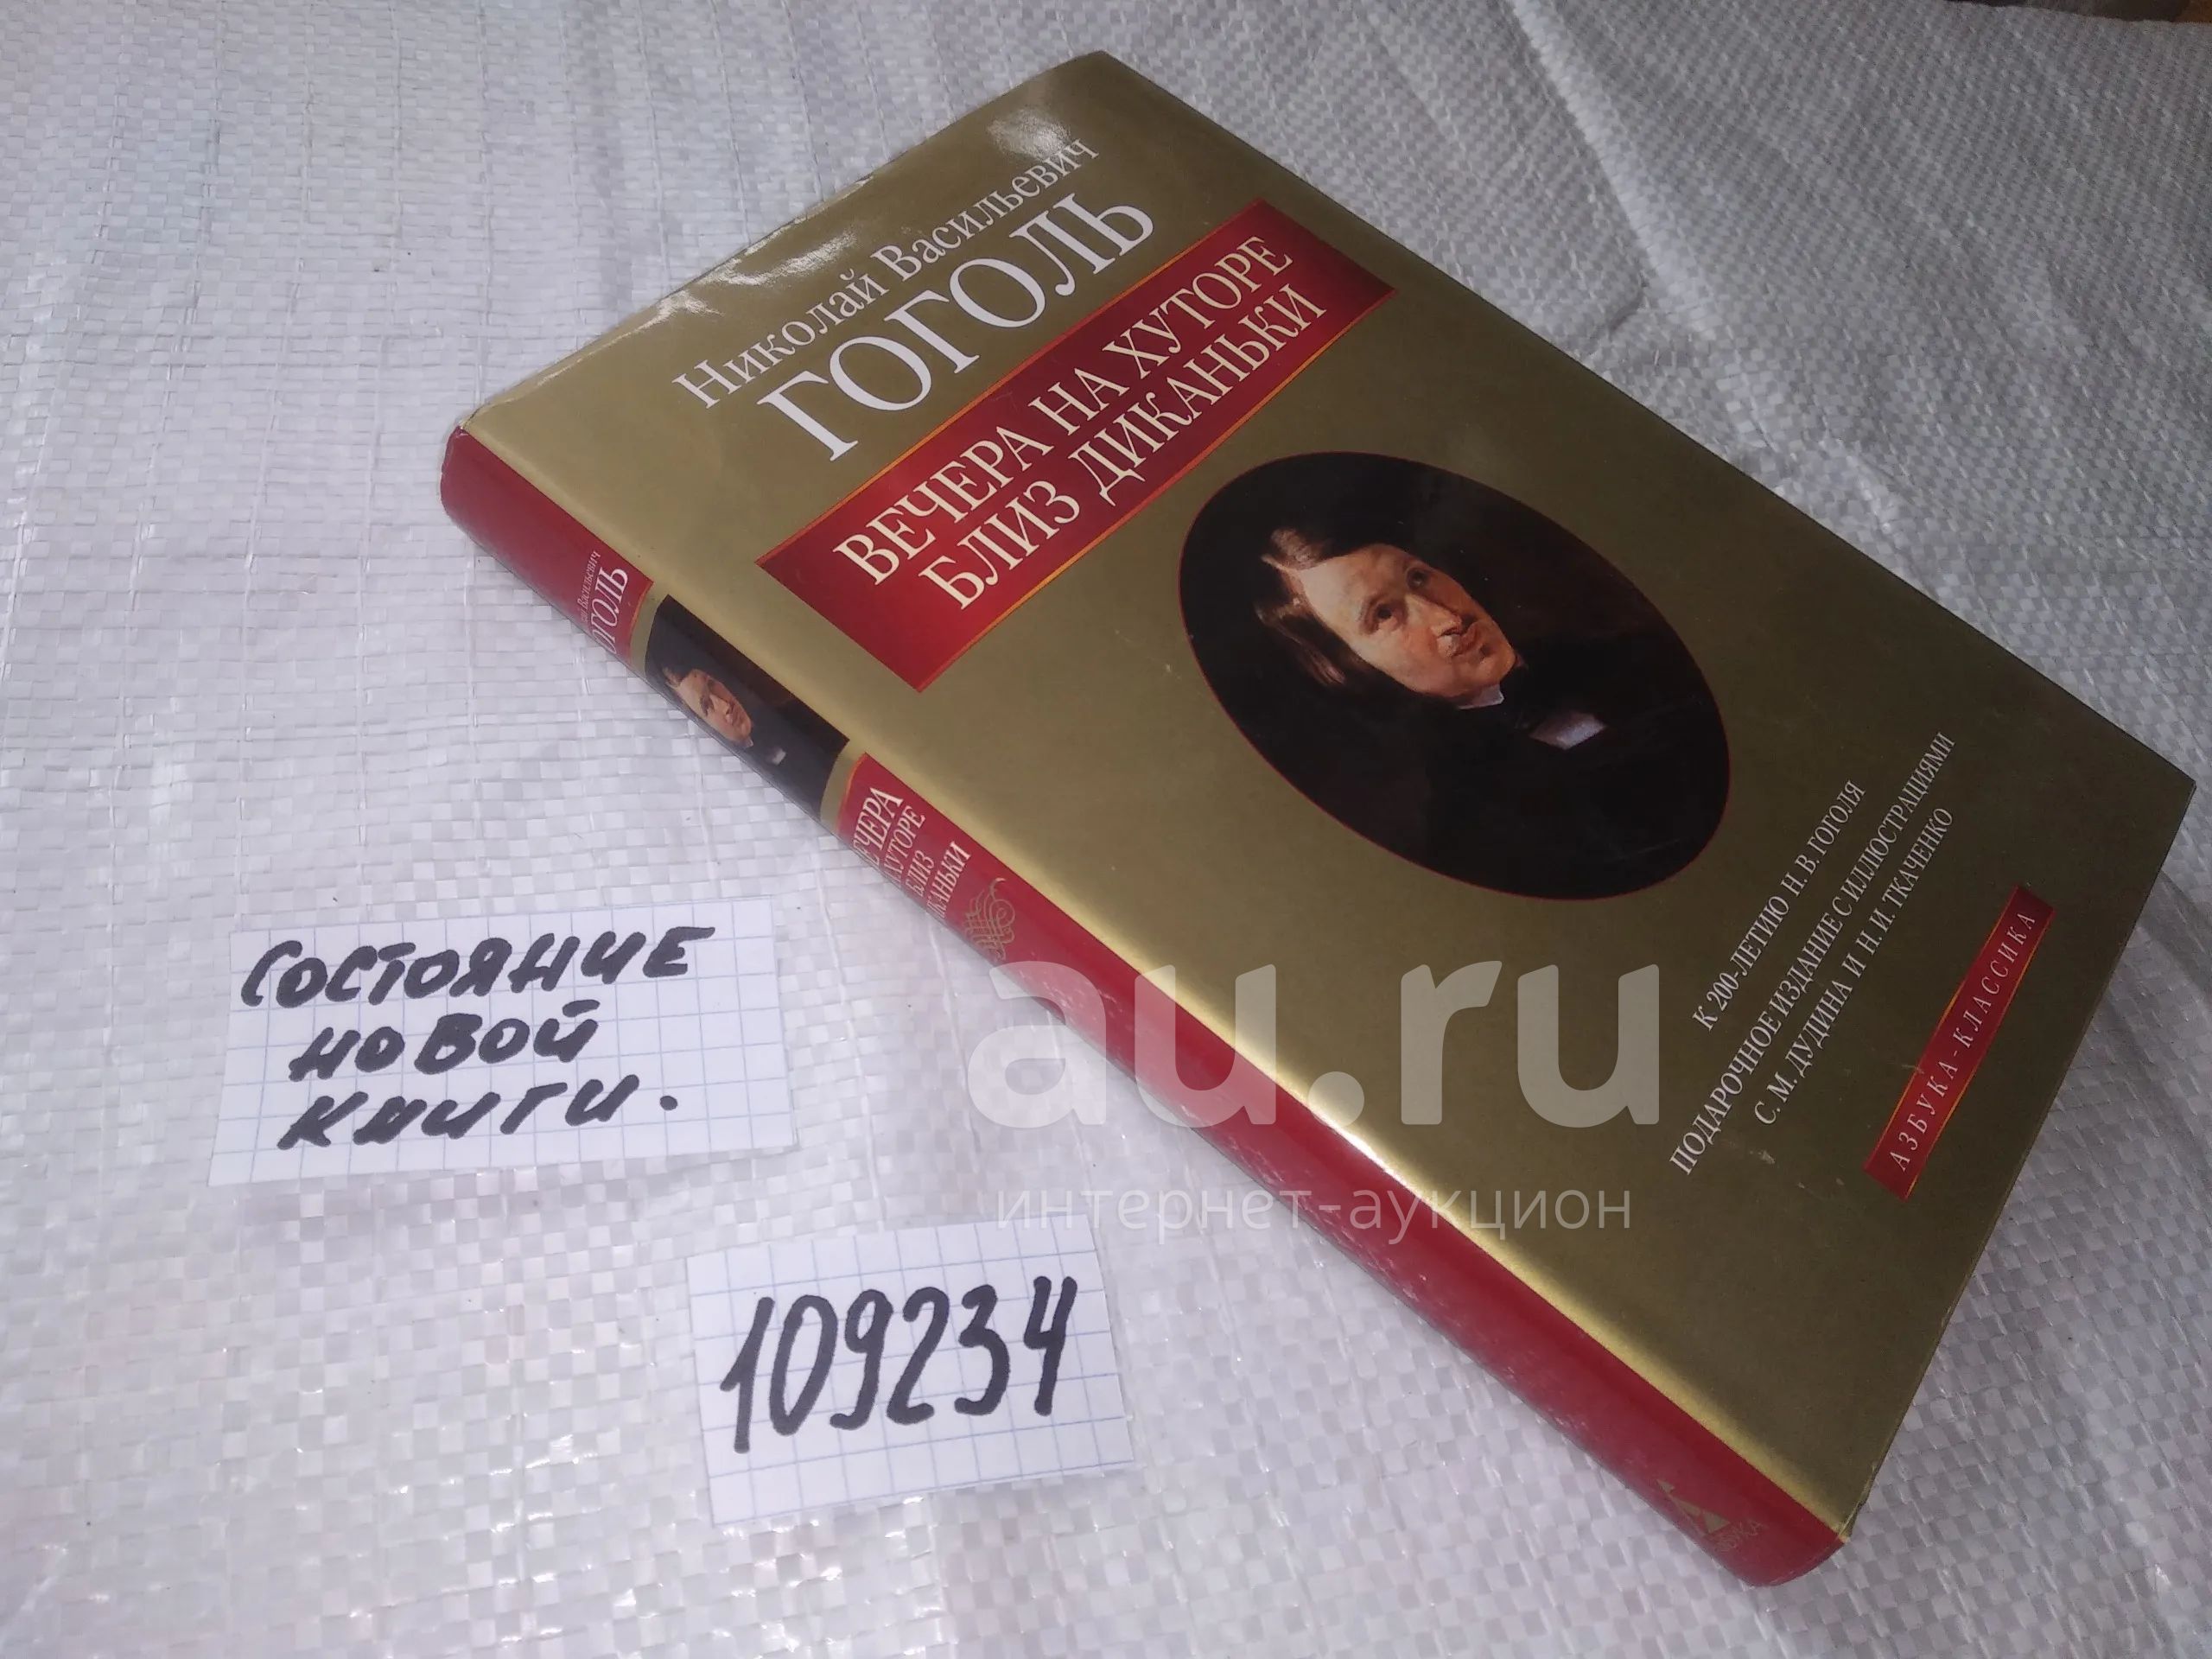 Николай Васильевич
ГОГОЛЬ
ВЕЧЕРА НА ХУТОРЕ
БЛИЗ ДИКАНЬКИ
К 200-ЛЕТИЮ Н. В. ГОГОЛЯ
ПОДАРОЧНОЕ ИЗДАНИЕ С ИЛЛЮСТРАЦИЯМИ
С. М. ДУДИНА И Н. И. ТКАЧЕНКО
АЗБУКА-КЛАССИКА
Васильевич
ГОГОЛЬ
ВЕЧЕРА
ХУТОРЕ
БЛИЗ
состояние
новой
книги.
109234
au.ru
интернет-аукцион